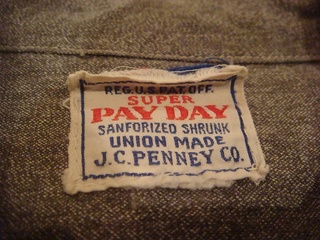 REG. U.S. PAT. OFF.
SUPER
PAY DAY
SANFORIZED SHRUNK
UNION MADE
J.C. PENNEY CO.